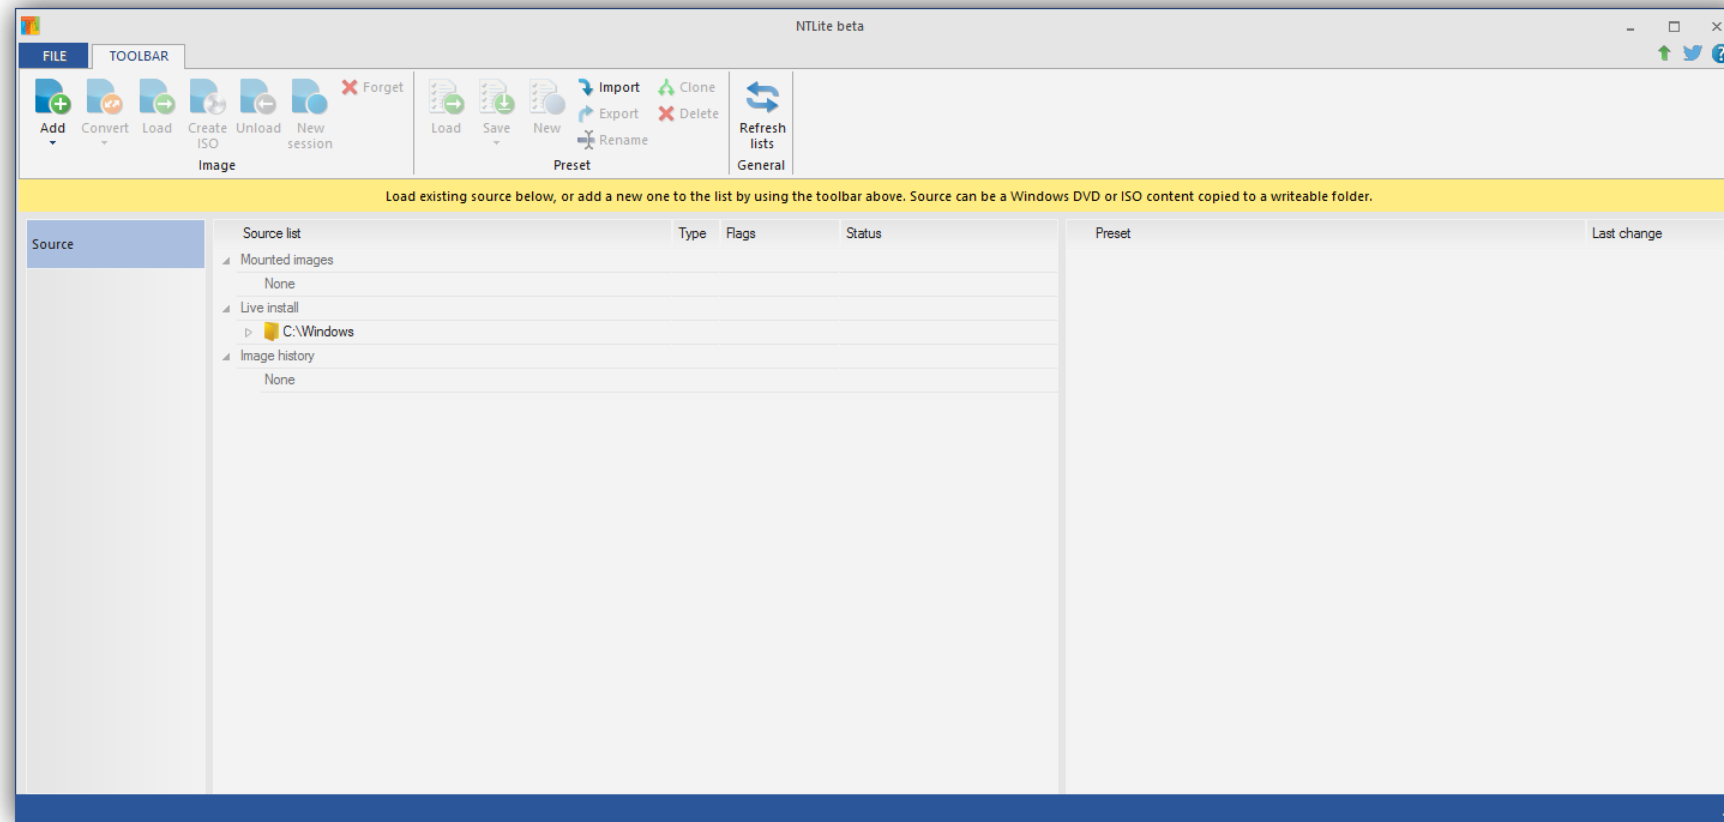 NTLite beta
FILE TOOLBAR
Add
Convert
Load
Create ISO
Unload
New session
Forget
Image
Load
Save
New
Import
Export
Rename
Clone
Delete
Preset
Refresh lists
General
Load existing source below, or add a new one to the list by using the toolbar above. Source can be a Windows DVD or ISO content copied to a writeable folder.
Source
Source list Type Flags Status
Mounted images
None
Live install
C:\Windows
Image history
None
Preset Last change